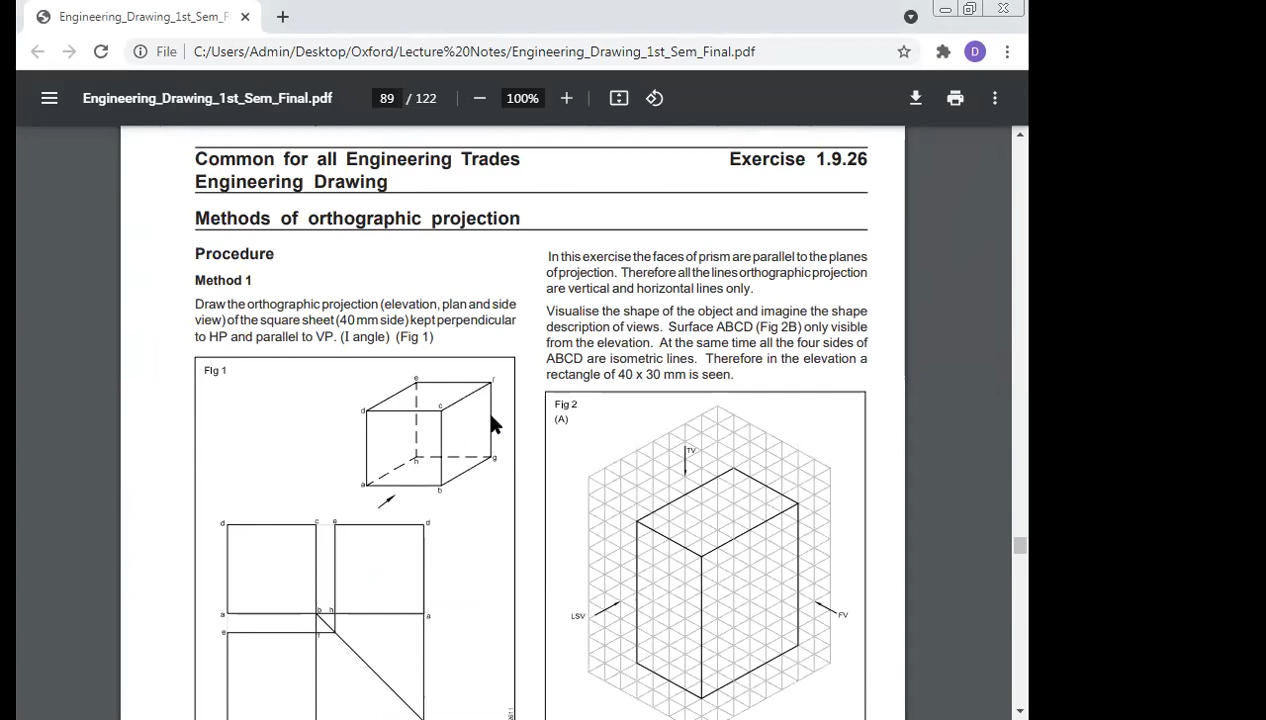 Engineering_Drawing_1st_Sem_F
File
C:/Users/Admin/Desktop/Oxford/Lecture%20Notes/Engineering_Drawing_1st_Sem_Final.pdf
D
Engineering_Drawing_1st_Sem_Final.pdf
89 / 122
100%
Common for all Engineering Trades
Exercise 1.9.26
Engineering Drawing
Methods of orthographic projection
Procedure
Method 1
Draw the orthographic projection (elevation, plan and side
view) of the square sheet (40 mm side) kept perpendicular
to HP and parallel to VP. (I angle) (Fig 1)
Fig 1
e
f
d
c
h
g
a
b
d
c
e
d
a
b
h
a
e
f
In this exercise the faces of prism are parallel to the planes
of projection. Therefore all the lines orthographic projection
are vertical and horizontal lines only.
Visualise the shape of the object and imagine the shape
description of views. Surface ABCD (Fig 2B) only visible
from the elevation. At the same time all the four sides of
ABCD are isometric lines. Therefore in the elevation a
rectangle of 40 x 30 mm is seen.
Fig 2
(A)
TV
LSV
FV